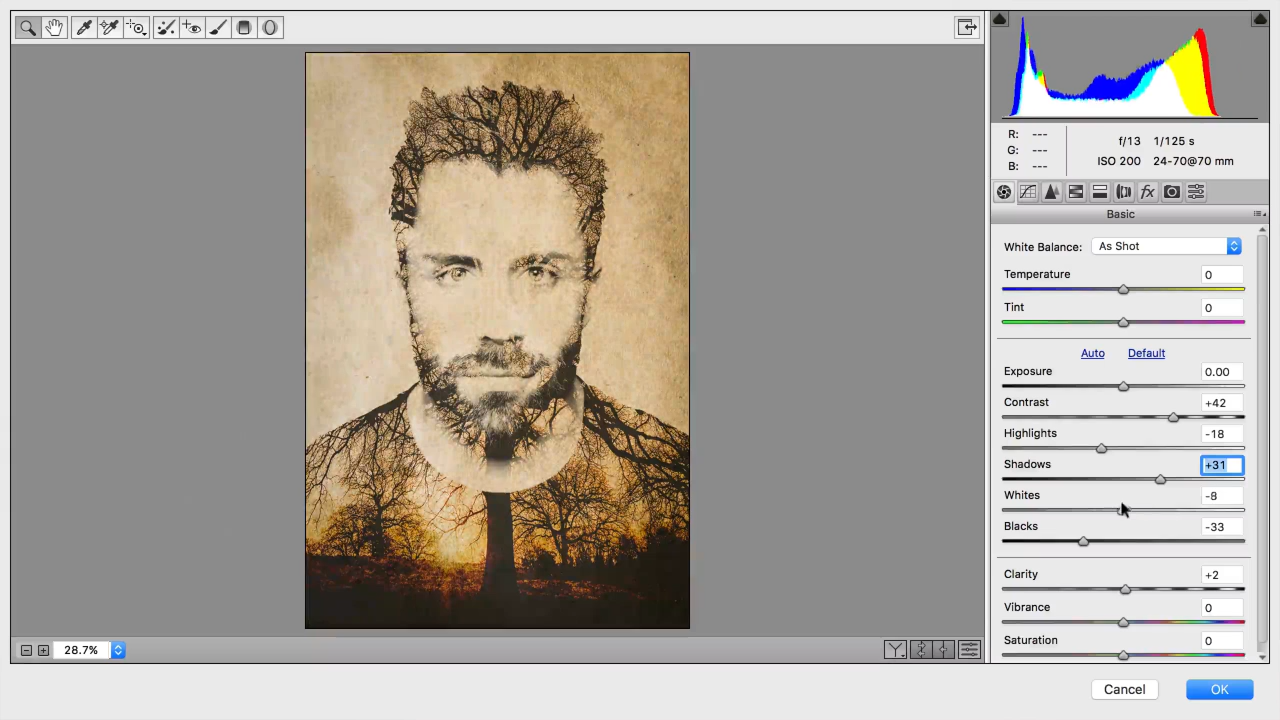 R: ---
G: ---
B: ---
f/13 1/125 s
ISO 200 24-70@70 mm
fx
Basic
White Balance: As Shot
Temperature 0
Tint 0
Auto Default
Exposure 0.00
Contrast +42
Highlights -18
Shadows +31
Whites -8
Blacks -33
Clarity +2
Vibrance 0
Saturation 0
28.7%
Y
Cancel OK